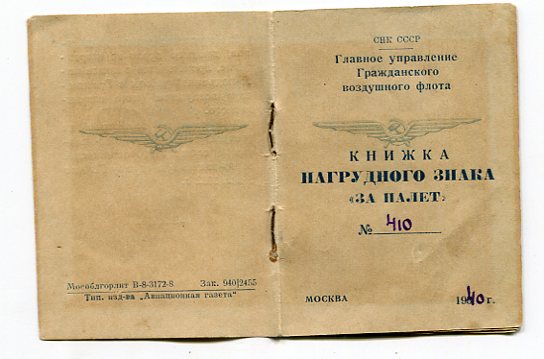 Мособлгорлит В-8-3172-8 Зак. 940|2455
Тип. изд-ва „Авиационная газета“
СНК СССР
Главное управление
Гражданского
воздушного флота
КНИЖКА
НАГРУДНОГО ЗНАКА
«ЗА НАЛЕТ»
№ 410
МОСКВА 1940 г.